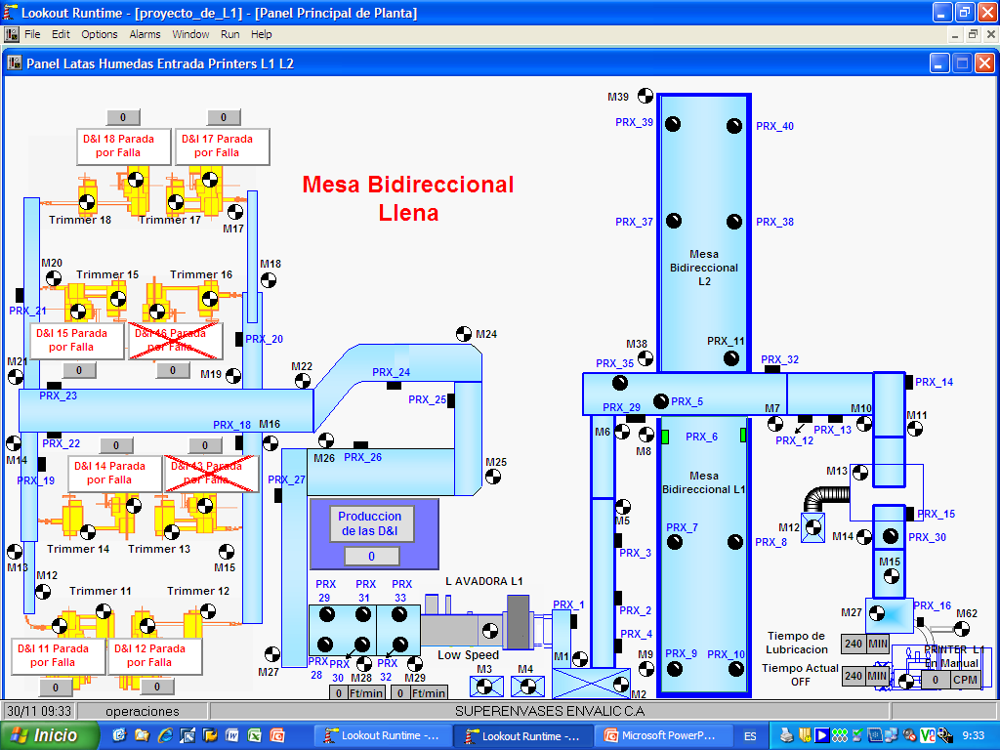 Lookout Runtime - [proyecto_de_L1] - [Panel Principal de Planta]
File Edit Options Alarms Window Run Help
Panel Latas Humedas Entrada Printers L1 L2
0
0
D&I 18 Parada
por Falla
D&I 17 Parada
por Falla
Trimmer 18
Trimmer 17
M17
Mesa Bidireccional
Llena
M20
M18
Trimmer 15
Trimmer 16
PRX_21
D&I 15 Parada
por Falla
D&I 16 Parada
por Falla
PRX_20
M21
0
0
M19
M22
PRX_23
PRX_18
M16
PRX_22
M14
PRX_19
0
0
D&I 14 Parada
por Falla
D&I 13 Parada
por Falla
Trimmer 14
Trimmer 13
M13
M15
M12
Trimmer 11
Trimmer 12
D&I 11 Parada
por Falla
D&I 12 Parada
por Falla
0
0
M24
PRX_24
PRX_25
M26
PRX_26
M25
PRX_27
Produccion
de las D&I
0
PRX
29
PRX
31
PRX
33
L AVADORA L1
Low Speed
PRX
28
PRX
30
PRX
32
M27
M28
M29
0 Ft/min
0 Ft/min
M3
M4
M1
M2
PRX_1
M39
PRX_39
PRX_40
PRX_37
PRX_38
Mesa
Bidireccional
L2
M38
PRX_11
PRX_35
PRX_32
PRX_29
PRX_5
M7
M10
PRX_14
M6
M8
PRX_6
PRX_12
PRX_13
M11
Mesa
Bidireccional L1
M5
PRX_7
PRX_8
PRX_3
PRX_2
PRX_4
M9
PRX_9
PRX_10
M13
M12
PRX_15
M14
PRX_30
M15
M27
PRX_16
M62
Tiempo de
Lubricacion
240 MIN
Tiempo Actual
OFF
240 MIN
PRINTER L1
n Manual
0 CPM
30/11 09:33
operaciones
SUPERENVASES ENVALIC C.A
Inicio
Lookout Runtime -...
Lookout Runtime -...
Microsoft PowerP...
ES
9:33